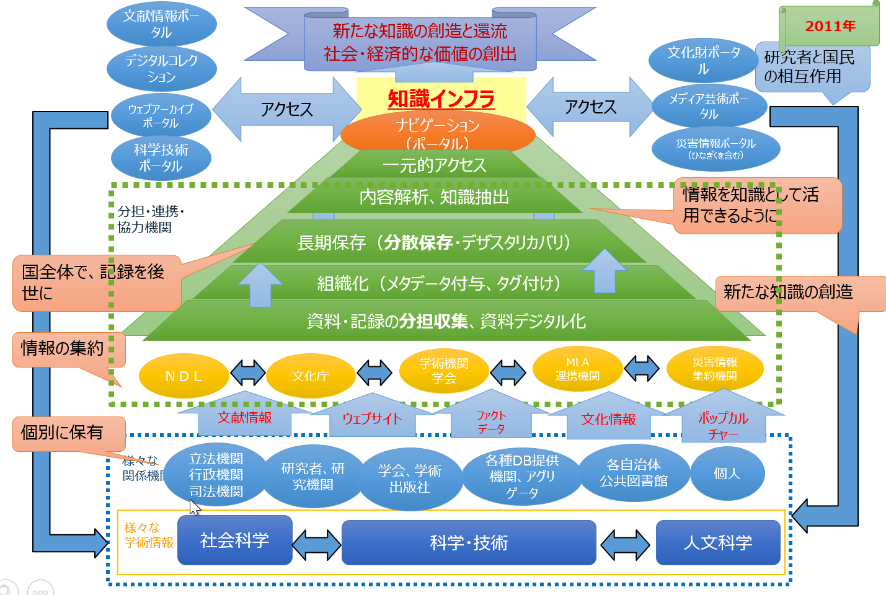 文献情報ポー
タル
デジタルコレ
クション
ウェブアーカイブ
ポータル
科学技術
ポータル
新たな知識の創造と還流
社会・経済的な価値の創出
2011年
研究者と国民
の相互作用
文化財ポータ
ル
メディア芸術ポー
タル
災害情報ポータル
(ひなぎくを含む)
アクセス
知識インフラ
アクセス
ナビゲーション
(ポータル)
一元的アクセス
内容解析、知識抽出
長期保存(分散保存・デザスタリカバリ)
組織化(メタデータ付与、タグ付け)
資料・記録の分担収集、資料デジタル化
分担・連携・
協力機関
情報を知識として活
用できるように
国全体で、記録を後
世に
新たな知識の創造
情報の集約
NDL
文化庁
学術機関
学会
MLA
連携機関
災害情報
集約機関
文献情報
ウェブサイト
ファクト
データ
文化情報
ポップカル
チャー
個別に保有
様々な
関係機関
立法機関
行政機関
司法機関
研究者、研
究機関
学会、学術
出版社
各種DB提供
機関、アグリ
ゲータ
各自治体
公共図書館
個人
様々な
学術情報
社会科学
科学・技術
人文科学